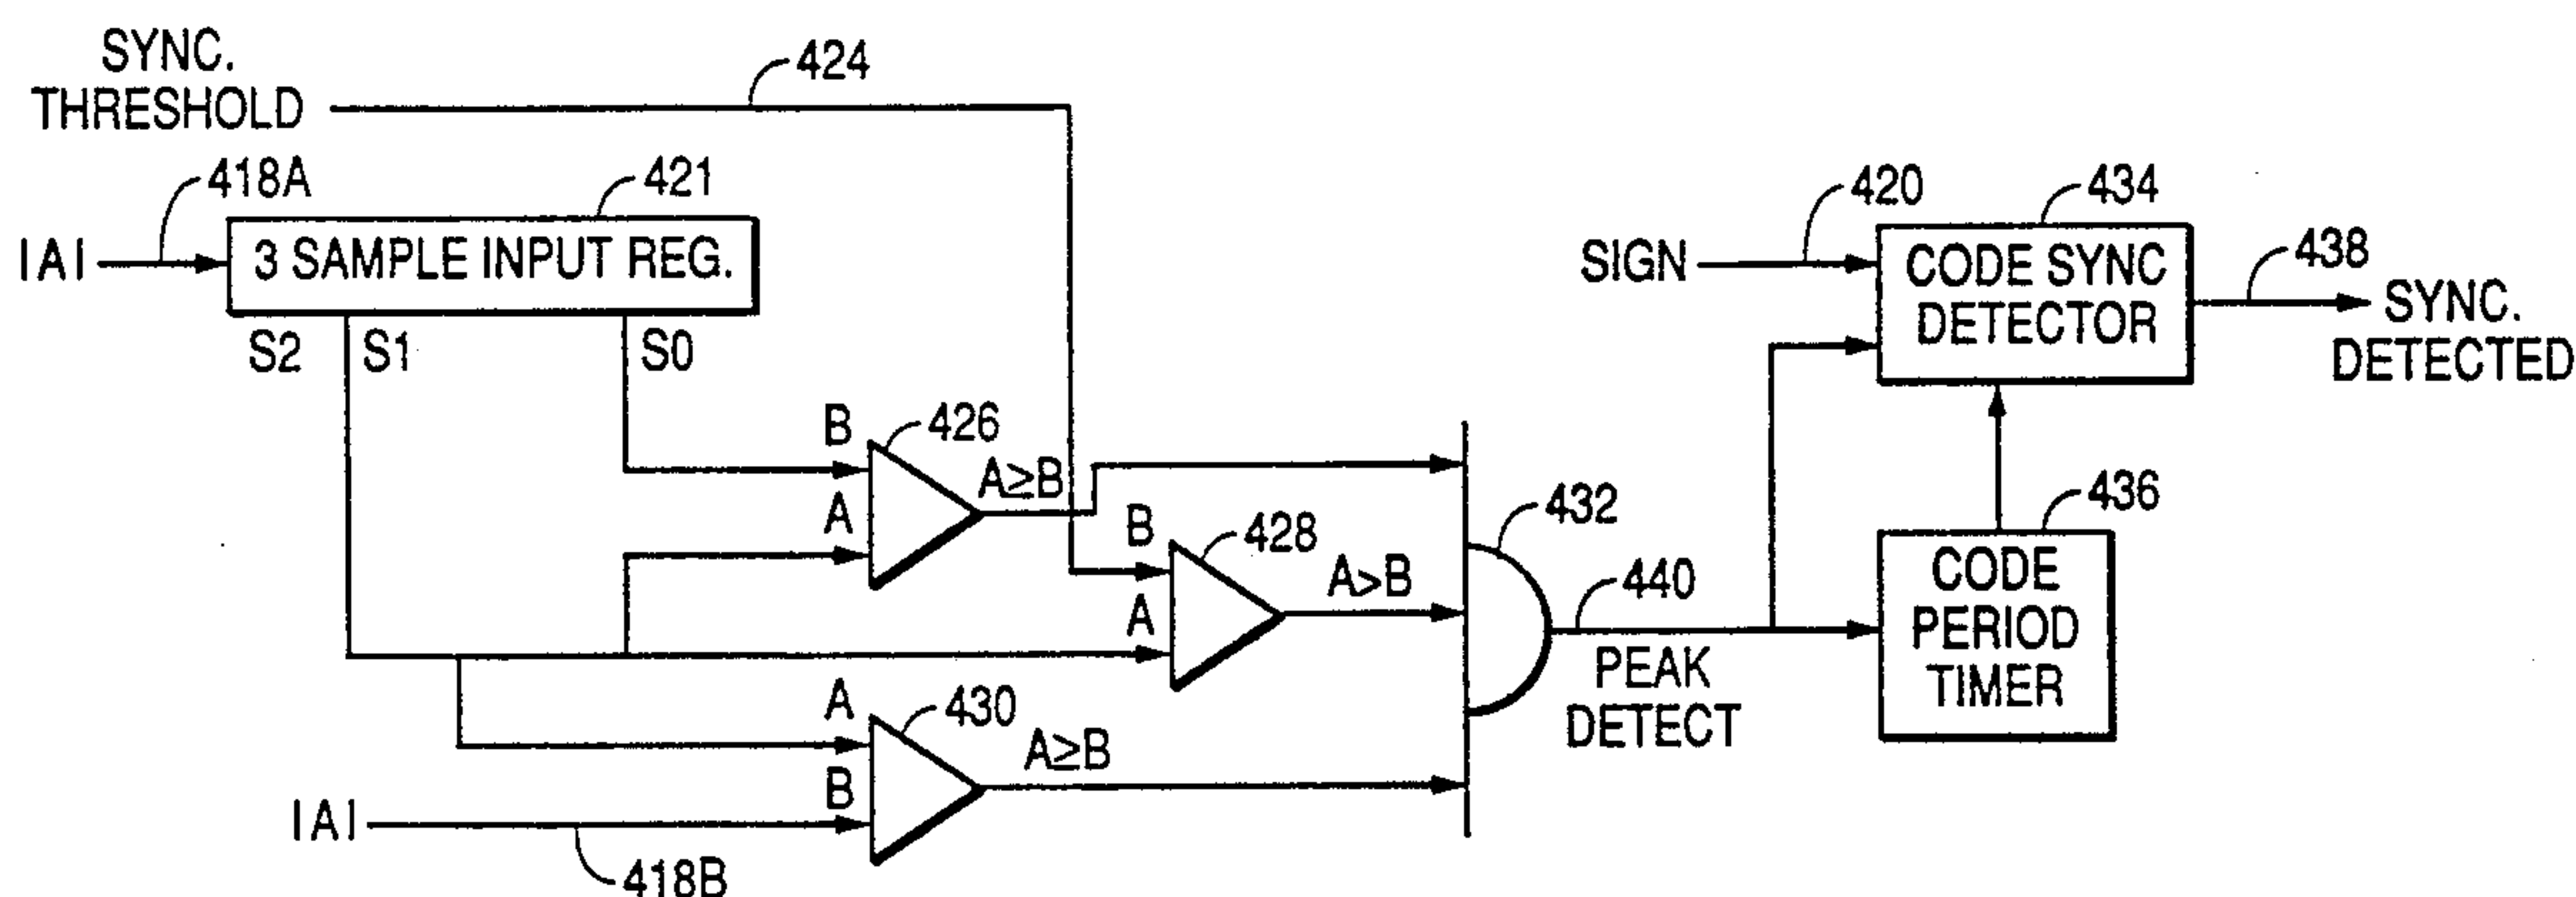 SYNC.
THRESHOLD
424
418A
421
|A|
3 SAMPLE INPUT REG.
S2
S1
S0
420
434
SIGN
CODE SYNC
DETECTOR
438
SYNC.
DETECTED
B
426
A≥B
A
B
428
A>B
A
432
440
PEAK
DETECT
436
CODE
PERIOD
TIMER
A
430
A≥B
B
|A|
418B